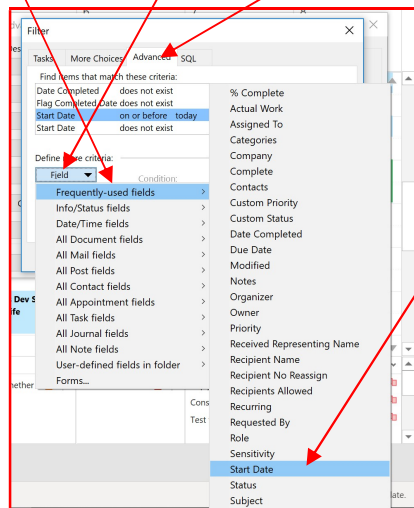 Filter
Tasks More Choices Advanced SQL
Find items that match these criteria:
Date Completed does not exist
Flag Completed Date does not exist
Start Date on or before today
Start Date does not exist
Define more criteria:
Field Condition:
Frequently-used fields
Info/Status fields
Date/Time fields
All Document fields
All Mail fields
All Post fields
All Contact fields
All Appointment fields
All Task fields
All Journal fields
All Note fields
User-defined fields in folder
Forms...
% Complete
Actual Work
Assigned To
Categories
Company
Complete
Contacts
Custom Priority
Custom Status
Date Completed
Due Date
Modified
Notes
Organizer
Owner
Priority
Received Representing Name
Recipient Name
Recipient No Reassign
Recipients Allowed
Recurring
Requested By
Role
Sensitivity
Start Date
Status
Subject
Dev S
ife
ether
Cons
Test
late.